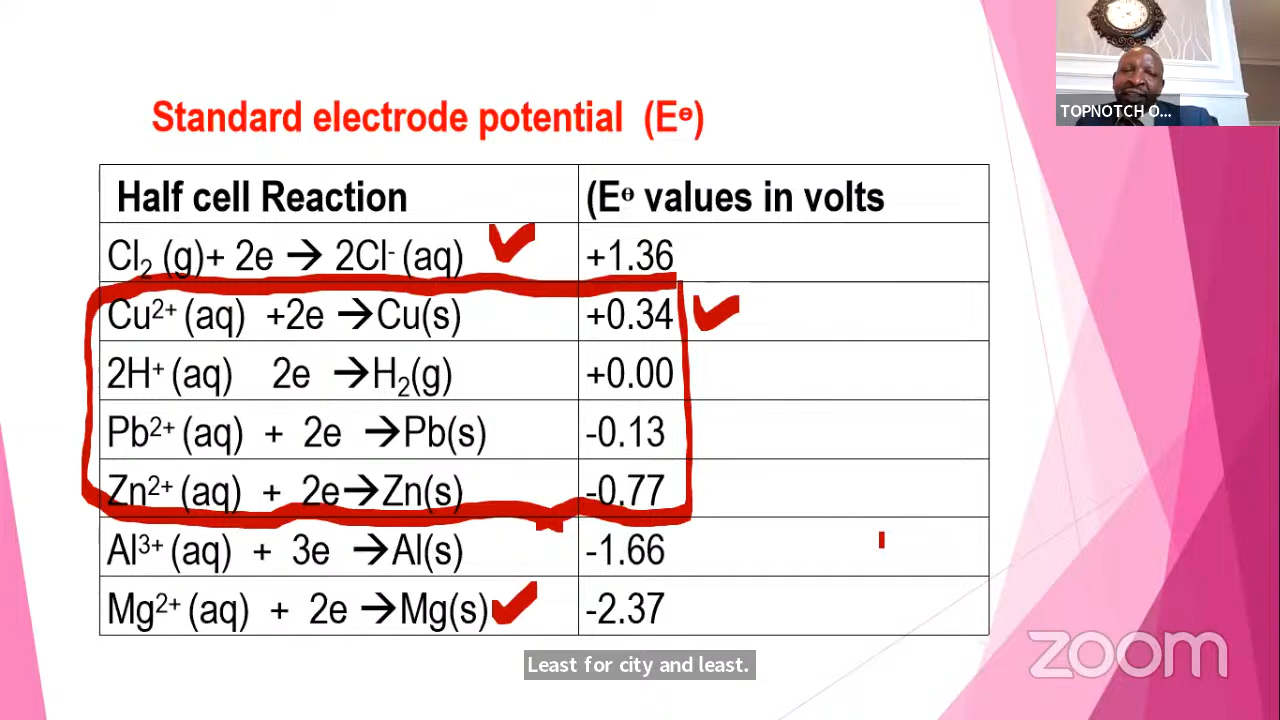 TOPNOTCH O...
Standard electrode potential (E⊖)
Half cell Reaction (E⊖ values in volts
Cl₂ (g)+ 2e → 2Cl⁻ (aq) +1.36
Cu²⁺ (aq) +2e →Cu(s) +0.34
2H⁺ (aq) 2e →H₂(g) +0.00
Pb²⁺ (aq) + 2e →Pb(s) -0.13
Zn²⁺ (aq) + 2e→Zn(s) -0.77
Al³⁺ (aq) + 3e →Al(s) -1.66
Mg²⁺ (aq) + 2e →Mg(s) -2.37
Least for city and least.
zoom